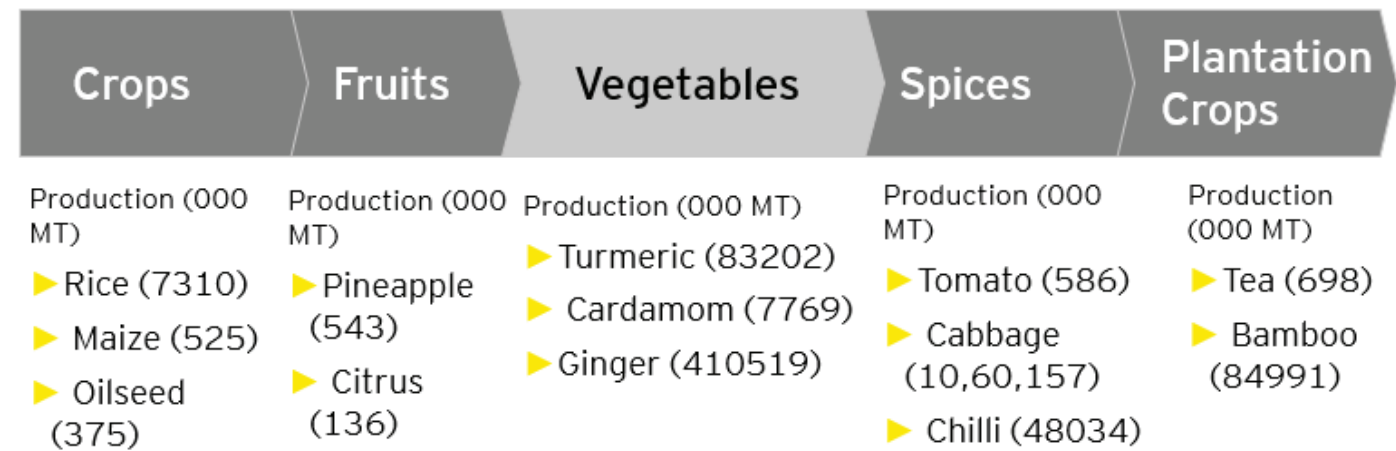 Crops
Fruits
Vegetables
Spices
Plantation
Crops
Production (000
MT)
Rice (7310)
Maize (525)
Oilseed
(375)
Production (000
MT)
Pineapple
(543)
Citrus
(136)
Production (000 MT)
Turmeric (83202)
Cardamom (7769)
Ginger (410519)
Production (000
MT)
Tomato (586)
Cabbage
(10,60,157)
Chilli (48034)
Production
(000 MT)
Tea (698)
Bamboo
(84991)